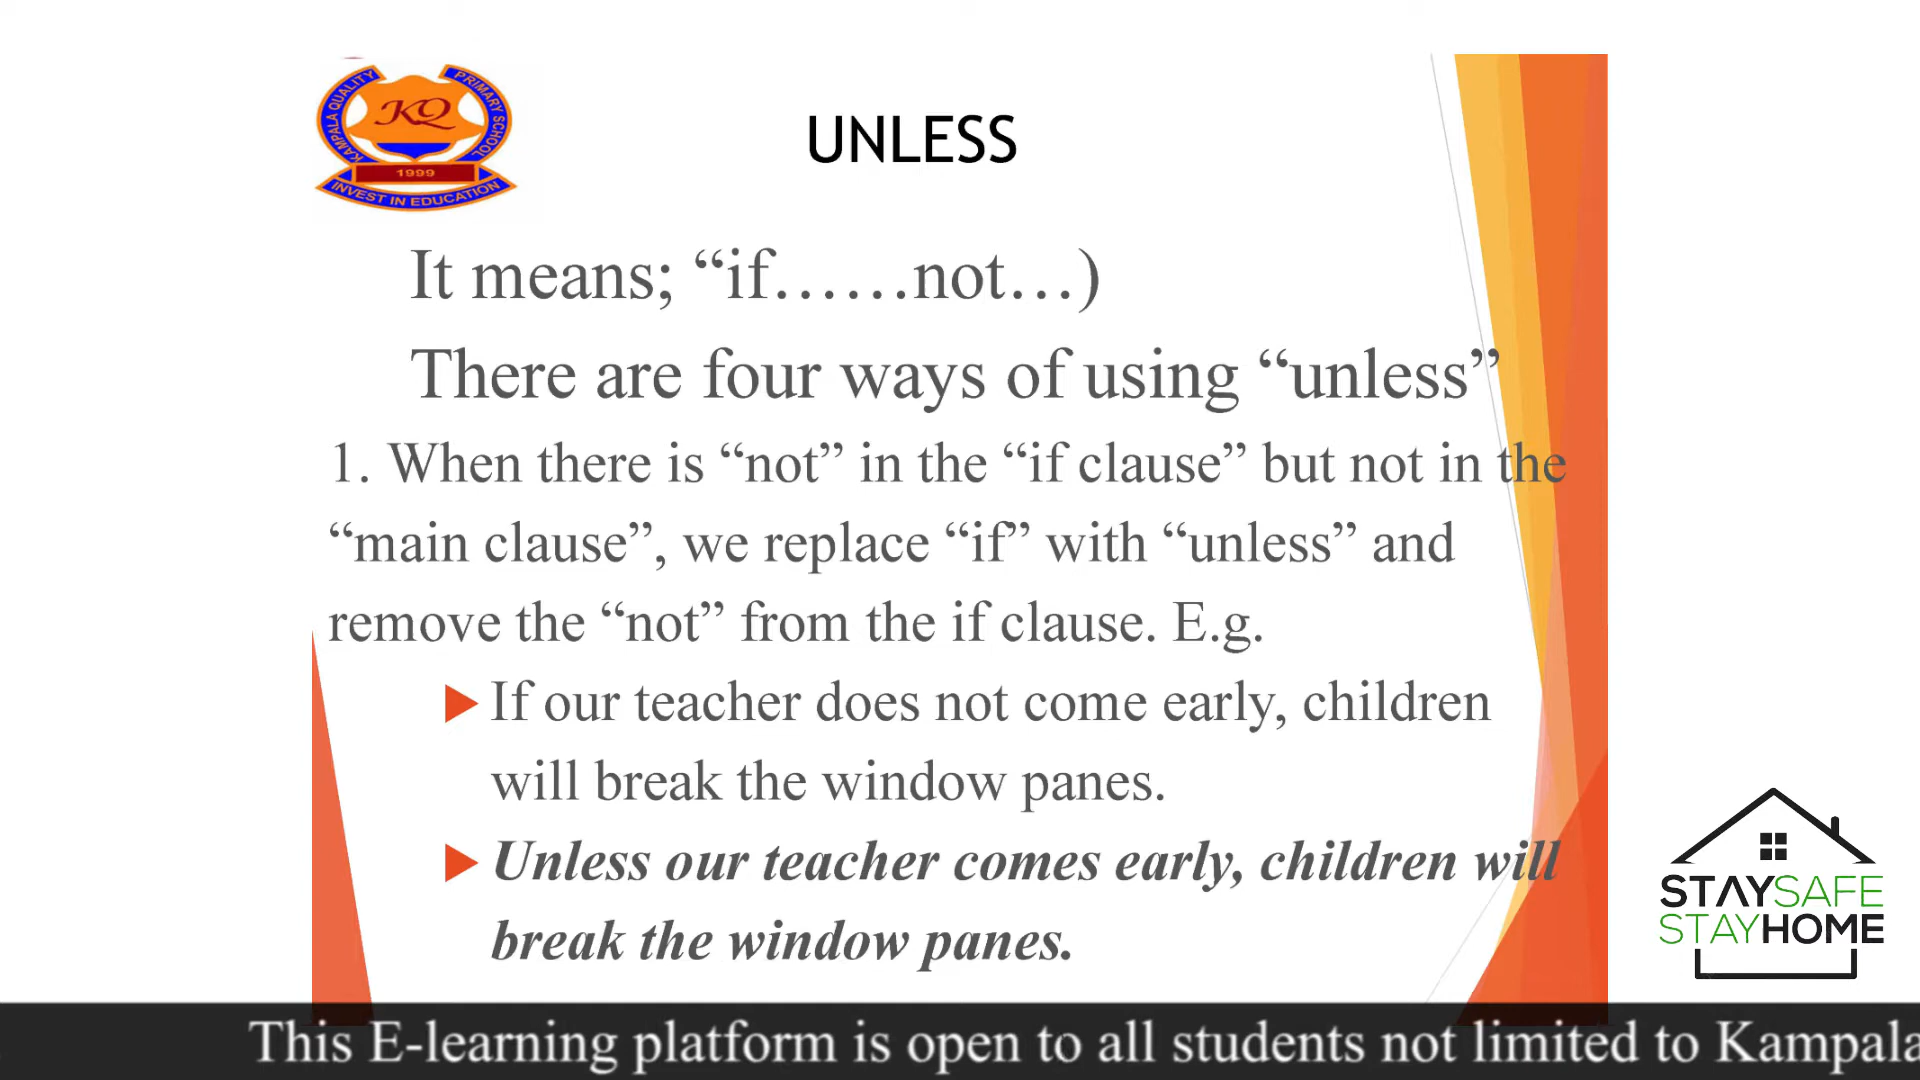 KAMPALA QUALITY PRIMARY SCHOOL
KQ
1999
INVEST IN EDUCATION
UNLESS
It means; “if……not…)
There are four ways of using “unless”
1. When there is “not” in the “if clause” but not in the
“main clause”, we replace “if” with “unless” and
remove the “not” from the if clause. E.g.
If our teacher does not come early, children
will break the window panes.
Unless our teacher comes early, children will
break the window panes.
STAYSAFE
STAYHOME
This E-learning platform is open to all students not limited to Kampala